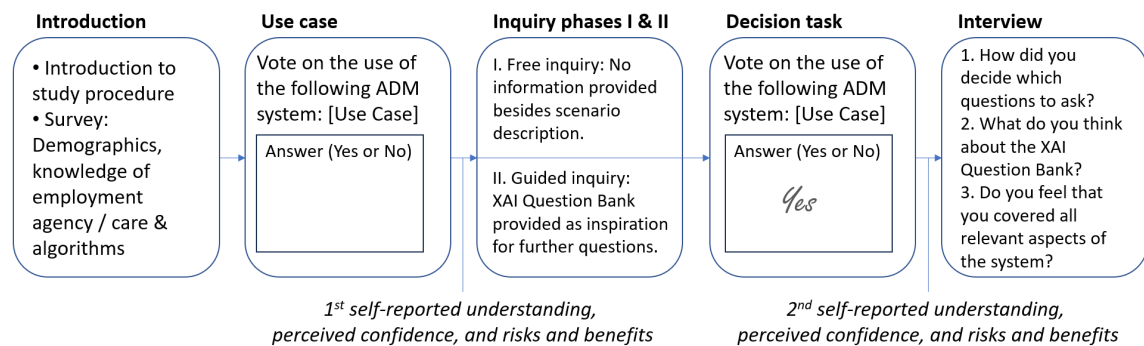 Introduction
• Introduction to
study procedure
• Survey:
Demographics,
knowledge of
employment
agency / care &
algorithms
Use case
Vote on the use of
the following ADM
system: [Use Case]
Answer (Yes or No)
Inquiry phases I & II
I. Free inquiry: No
information provided
besides scenario
description.
II. Guided inquiry:
XAI Question Bank
provided as inspiration
for further questions.
Decision task
Vote on the use of
the following ADM
system: [Use Case]
Answer (Yes or No)
Yes
Interview
1. How did you
decide which
questions to ask?
2. What do you think
about the XAI
Question Bank?
3. Do you feel that
you covered all
relevant aspects of
the system?
1st self-reported understanding,
perceived confidence, and risks and benefits
2nd self-reported understanding,
perceived confidence, and risks and benefits